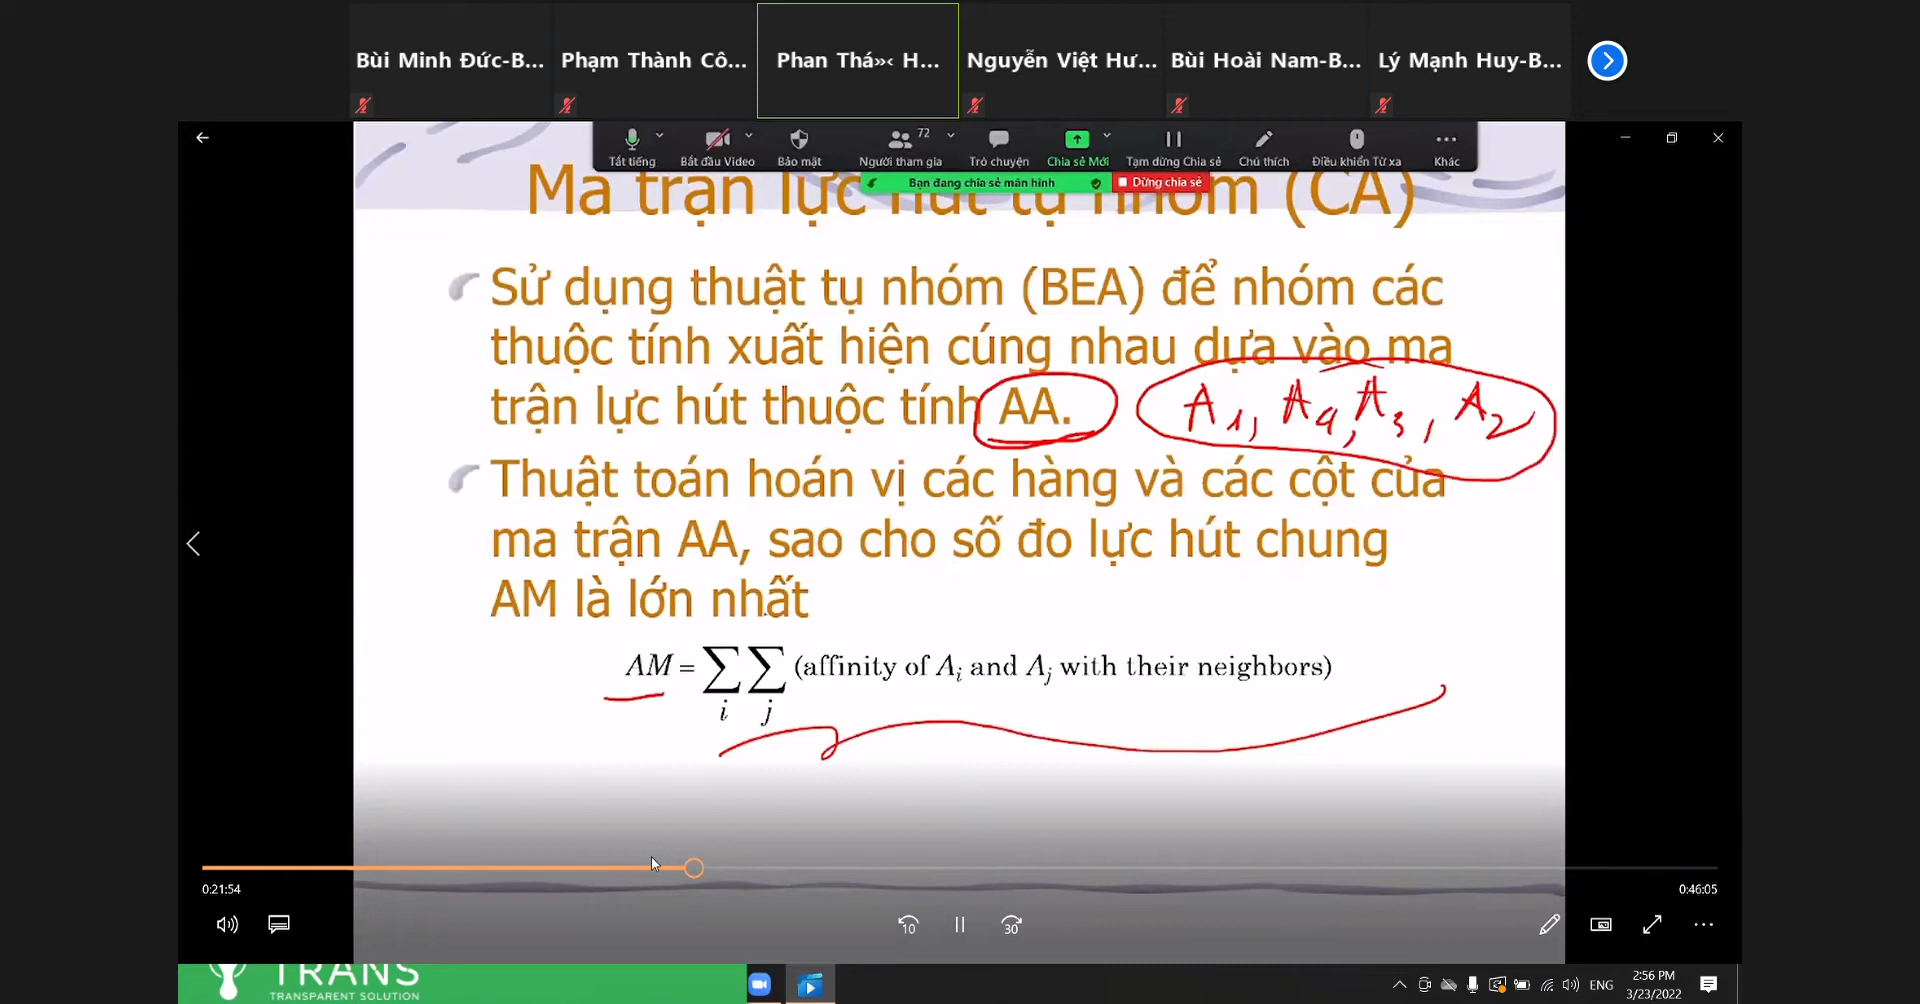 Bùi Minh Đức-B...
Phạm Thành Cô...
Phan Thá»‹ H...
Nguyễn Việt Hư...
Bùi Hoài Nam-B...
Lý Mạnh Huy-B...
72
Tắt tiếng
Bắt đầu Video
Bảo mật
Người tham gia
Trò chuyện
Chia sẻ Mới
Tạm dừng Chia sẻ
Chú thích
Điều khiển Từ xa
Khác
Bạn đang chia sẻ màn hình
Dừng chia sẻ
Ma trận lực hút tụ nhóm (CA)
Sử dụng thuật tụ nhóm (BEA) để nhóm các
thuộc tính xuất hiện cúng nhau dựa vào ma
trận lực hút thuộc tính AA.
A1, A4, A3, A2
Thuật toán hoán vị các hàng và các cột của
ma trận AA, sao cho số đo lực hút chung
AM là lớn nhất
AM = ∑i ∑j (affinity of Ai and Aj with their neighbors)
0:21:54
0:46:05
10
30
TRANS
TRANSPARENT SOLUTION
ENG
2:56 PM
3/23/2022